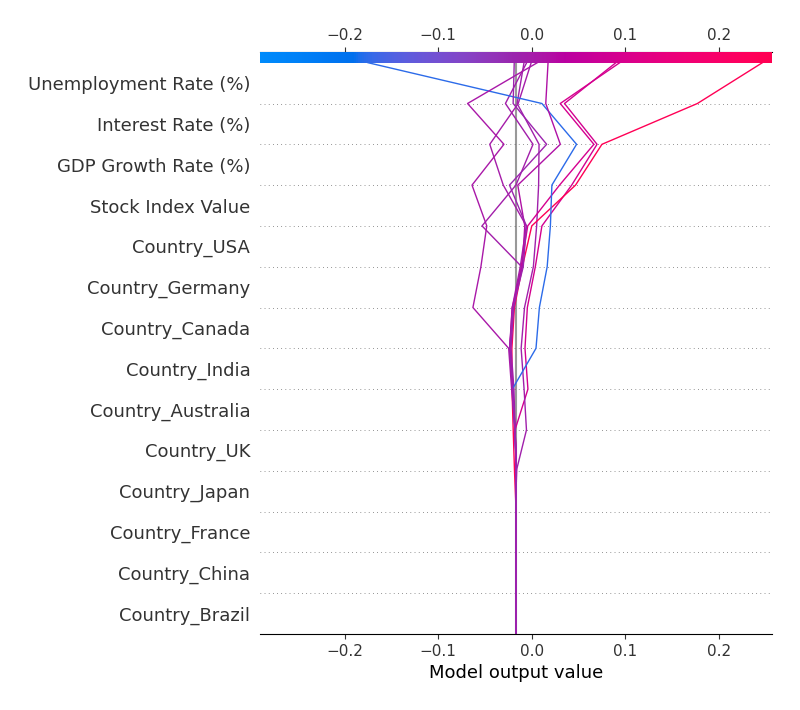 −0.2 −0.1 0.0 0.1 0.2
Unemployment Rate (%)
Interest Rate (%)
GDP Growth Rate (%)
Stock Index Value
Country_USA
Country_Germany
Country_Canada
Country_India
Country_Australia
Country_UK
Country_Japan
Country_France
Country_China
Country_Brazil
−0.2 −0.1 0.0 0.1 0.2
Model output value